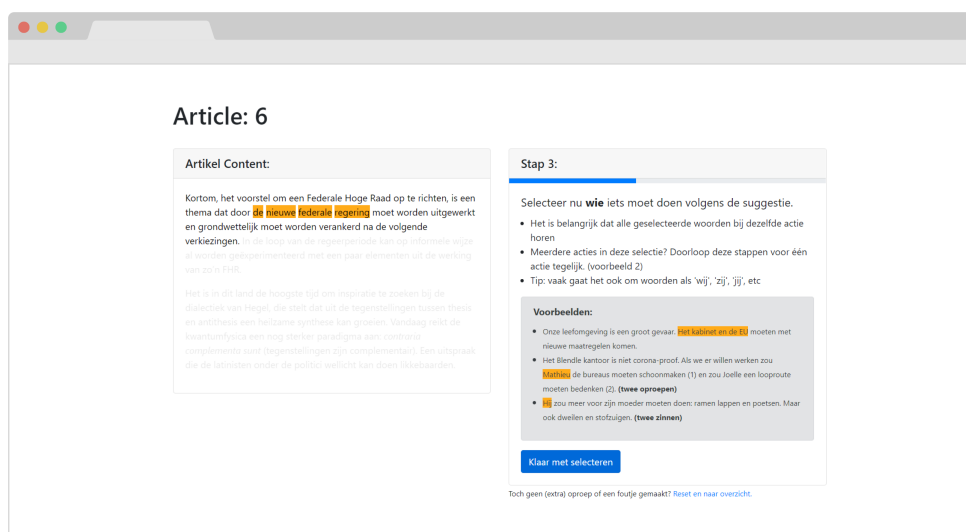 Article: 6
Artikel Content:
Kortom, het voorstel om een Federale Hoge Raad op te richten, is een
thema dat door de nieuwe federale regering moet worden uitgewerkt
en grondwettelijk moet worden verankerd na de volgende
verkiezingen. In de loop van de regeerperiode kan op informele wijze
al worden geëxperimenteerd met een paar elementen uit de werking
van zo'n FHR.
Het is in dit land de hoogste tijd om inspiratie te zoeken bij de
dialectiek van Hegel, die stelt dat uit de tegenstellingen tussen thesis
en antithesis een heilzame synthese kan groeien. Vandaag reikt de
kwantumfysica een nog sterker paradigma aan: contraria
complementa sunt (tegenstellingen zijn complementair). Een uitspraak
die de latinisten onder de politici wellicht kan doen likkebaarden.
Stap 3:
Selecteer nu wie iets moet doen volgens de suggestie.
• Het is belangrijk dat alle geselecteerde woorden bij dezelfde actie
horen
• Meerdere acties in deze selectie? Doorloop deze stappen voor één
actie tegelijk. (voorbeeld 2)
• Tip: vaak gaat het ook om woorden als 'wij', 'zij', 'jij', etc
Voorbeelden:
• Onze leefomgeving is een groot gevaar. Het kabinet en de EU moeten met
nieuwe maatregelen komen.
• Het Blendle kantoor is niet corona-proof. Als we er willen werken zou
Mathieu de bureaus moeten schoonmaken (1) en zou Joelle een looproute
moeten bedenken (2). (twee oproepen)
• Hij zou meer voor zijn moeder moeten doen: ramen lappen en poetsen. Maar
ook dweilen en stofzuigen. (twee zinnen)
Klaar met selecteren
Toch geen (extra) oproep of een foutje gemaakt? Reset en naar overzicht.